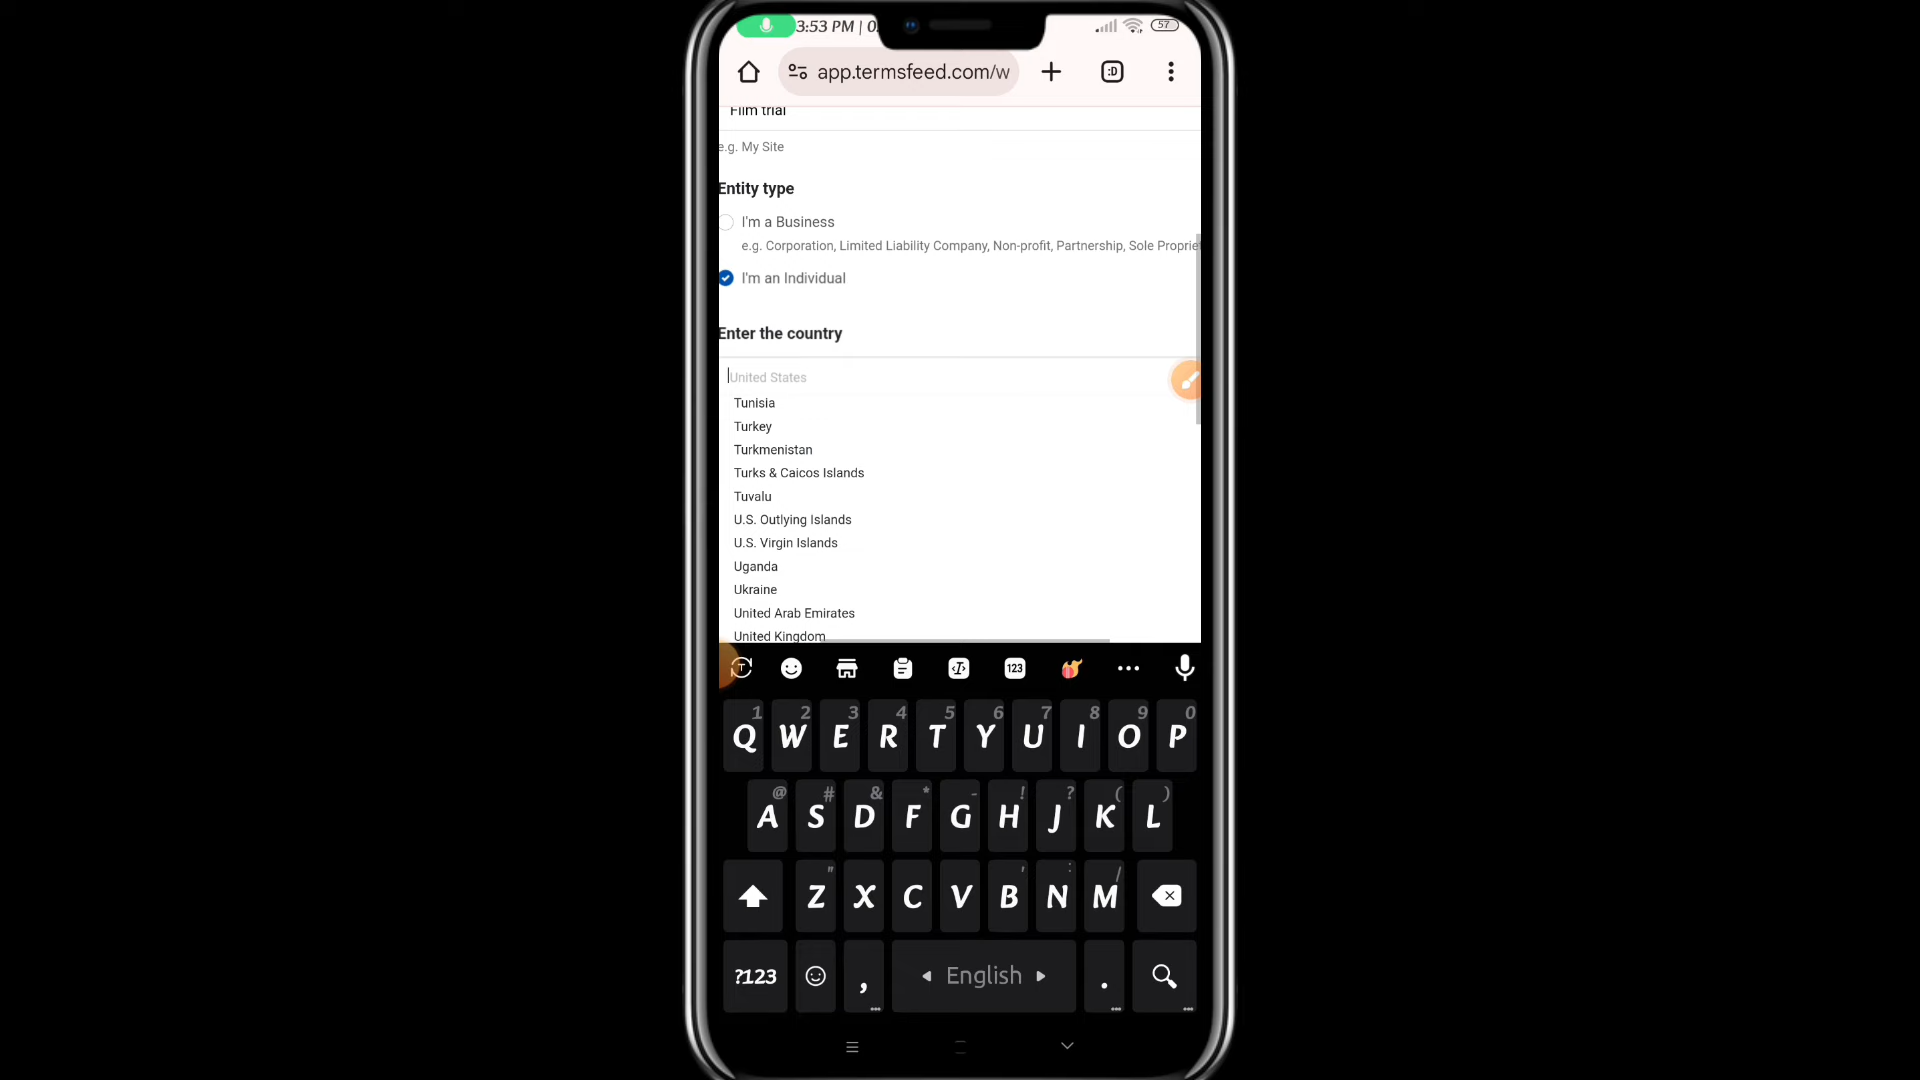 3:53 PM | 0.
57
app.termsfeed.com/w
:D
Film trial
e.g. My Site
Entity type
I'm a Business
e.g. Corporation, Limited Liability Company, Non-profit, Partnership, Sole Propriet
I'm an Individual
Enter the country
United States
Tunisia
Turkey
Turkmenistan
Turks & Caicos Islands
Tuvalu
U.S. Outlying Islands
U.S. Virgin Islands
Uganda
Ukraine
United Arab Emirates
United Kingdom
T T 123
1 2 3 4 5 6 7 8 9 0
Q W E R T Y U I O P
@ # & * - ! ? ( )
A S D F G H J K L
" ' : /
Z X C V B N M
?123 , English .